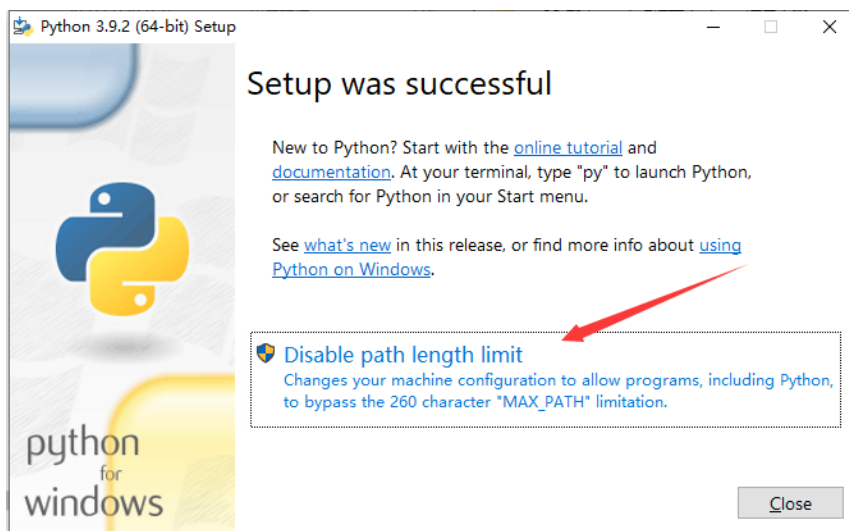 Python 3.9.2 (64-bit) Setup
Setup was successful
New to Python? Start with the online tutorial and
documentation. At your terminal, type "py" to launch Python,
or search for Python in your Start menu.
See what's new in this release, or find more info about using
Python on Windows.
Disable path length limit
Changes your machine configuration to allow programs, including Python,
to bypass the 260 character "MAX_PATH" limitation.
python
for
windows
Close